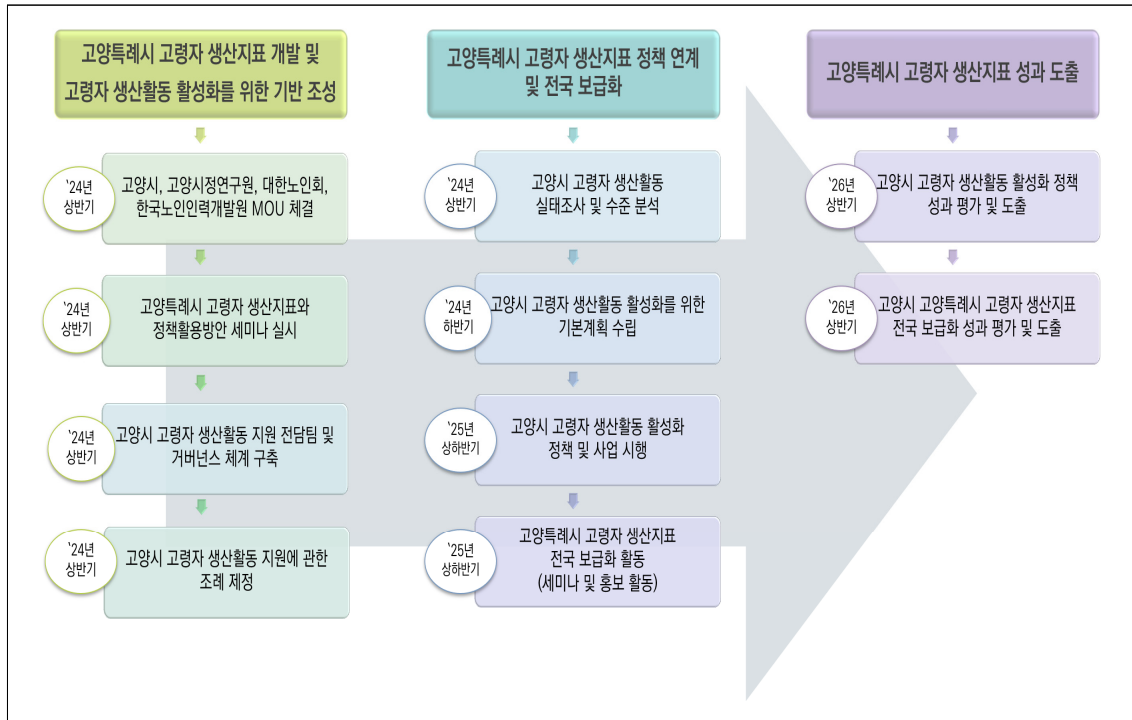 고양특례시 고령자 생산지표 개발 및
고령자 생산활동 활성화를 위한 기반 조성
`24년
상반기
고양시, 고양시정연구원, 대한노인회,
한국노인인력개발원 MOU 체결
`24년
상반기
고양특례시 고령자 생산지표와
정책활용방안 세미나 실시
`24년
상반기
고양시 고령자 생산활동 지원 전담팀 및
거버넌스 체계 구축
`24년
상반기
고양시 고령자 생산활동 지원에 관한
조례 제정
고양특례시 고령자 생산지표 정책 연계
및 전국 보급화
`24년
상반기
고양시 고령자 생산활동
실태조사 및 수준 분석
`24년
하반기
고양시 고령자 생산활동 활성화를 위한
기본계획 수립
`25년
상하반기
고양시 고령자 생산활동 활성화
정책 및 사업 시행
`25년
상하반기
고양특례시 고령자 생산지표
전국 보급화 활동
(세미나 및 홍보 활동)
고양특례시 고령자 생산지표 성과 도출
`26년
상반기
고양시 고령자 생산활동 활성화 정책
성과 평가 및 도출
`26년
상반기
고양시 고양특례시 고령자 생산지표
전국 보급화 성과 평가 및 도출